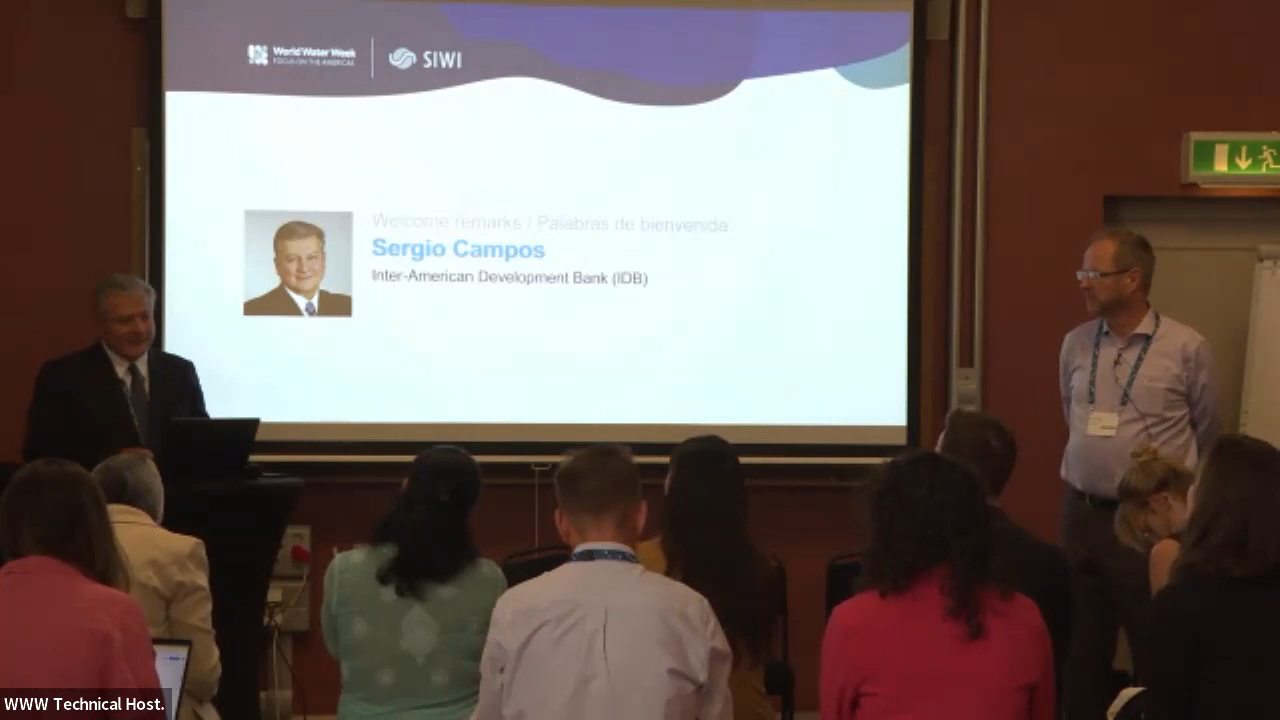 World Water Week
FOCUS ON THE AMERICAS
SIWI
Welcome remarks / Palabras de bienvenida
Sergio Campos
Inter-American Development Bank (IDB)
WWW Technical Host.